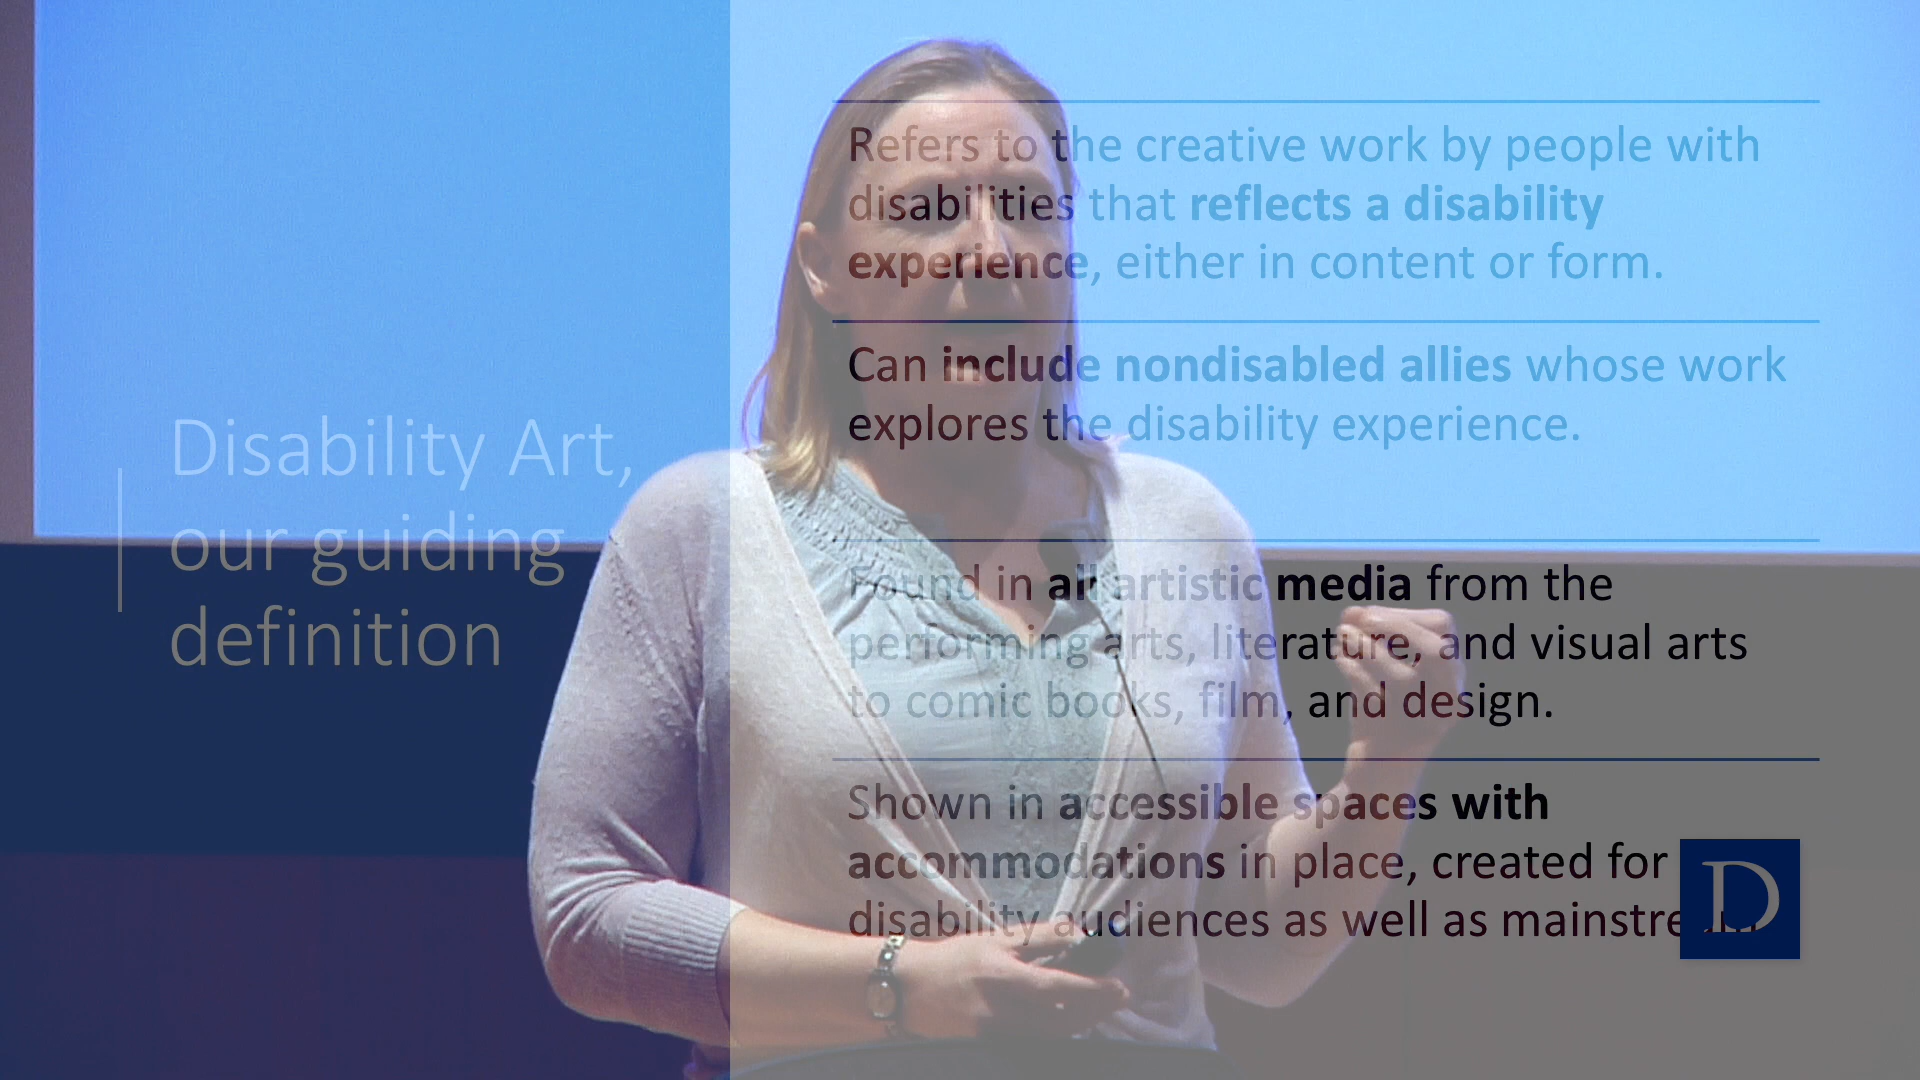 Disability Art,
our guiding
definition
Refers to the creative work by people with
disabilities that reflects a disability
experience, either in content or form.
Can include nondisabled allies whose work
explores the disability experience.
Found in all artistic media from the
performing arts, literature, and visual arts
to comic books, film, and design.
Shown in accessible spaces with
accommodations in place, created for
disability audiences as well as mainstream
D